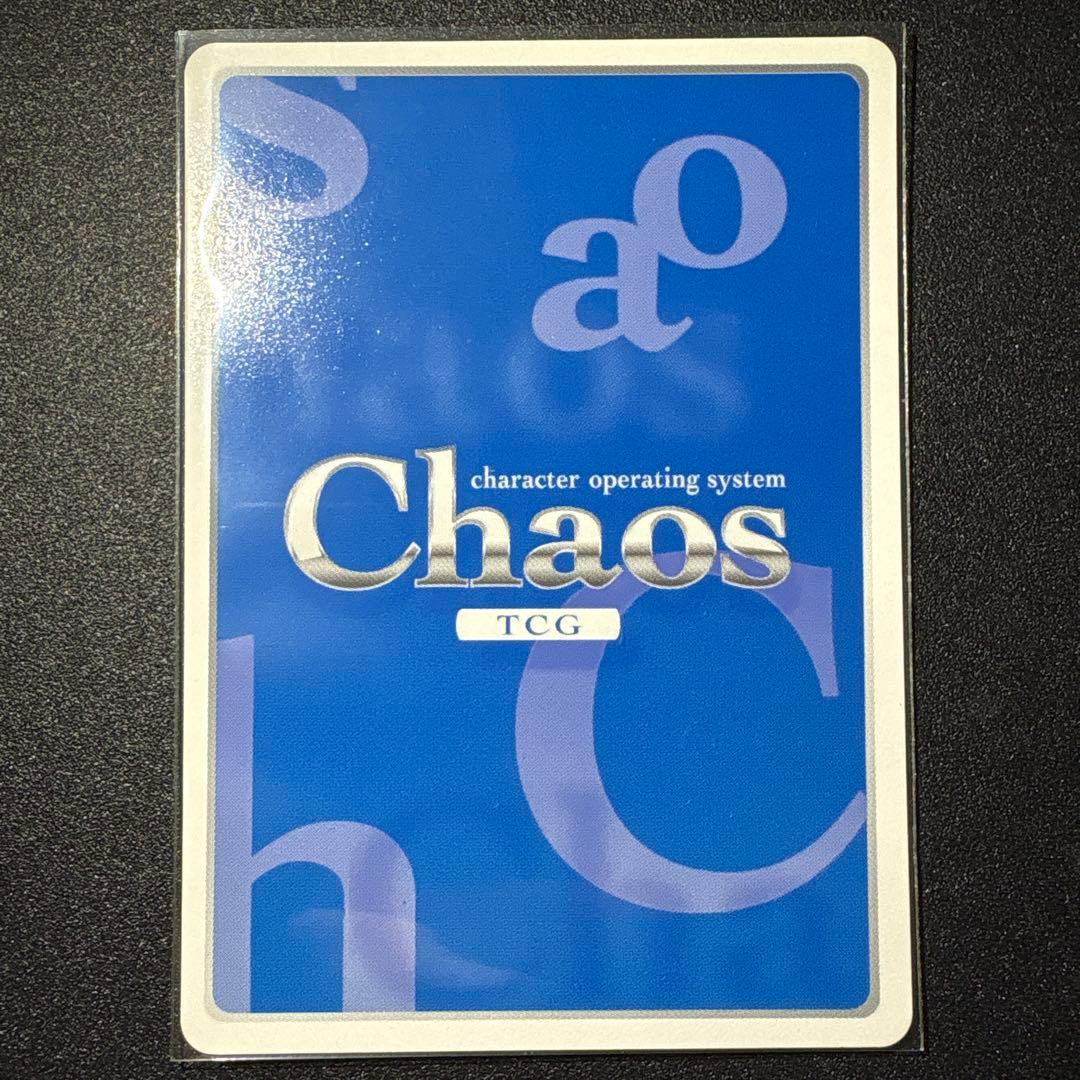 s
a o
character operating system
Chaos
TCG
C
h